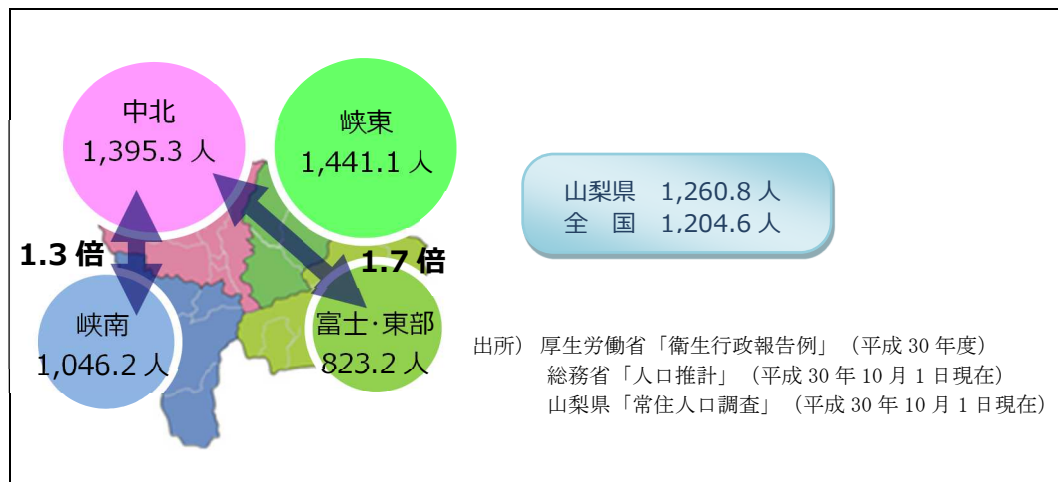 中北
1,395.3 人
峡東
1,441.1 人
山梨県　1,260.8 人
全　国　1,204.6 人
1.3 倍
1.7 倍
峡南
1,046.2 人
富士･東部
823.2 人
出所） 厚生労働省「衛生行政報告例」（平成 30 年度）
総務省「人口推計」（平成 30 年 10 月 1 日現在）
山梨県「常住人口調査」（平成 30 年 10 月 1 日現在）